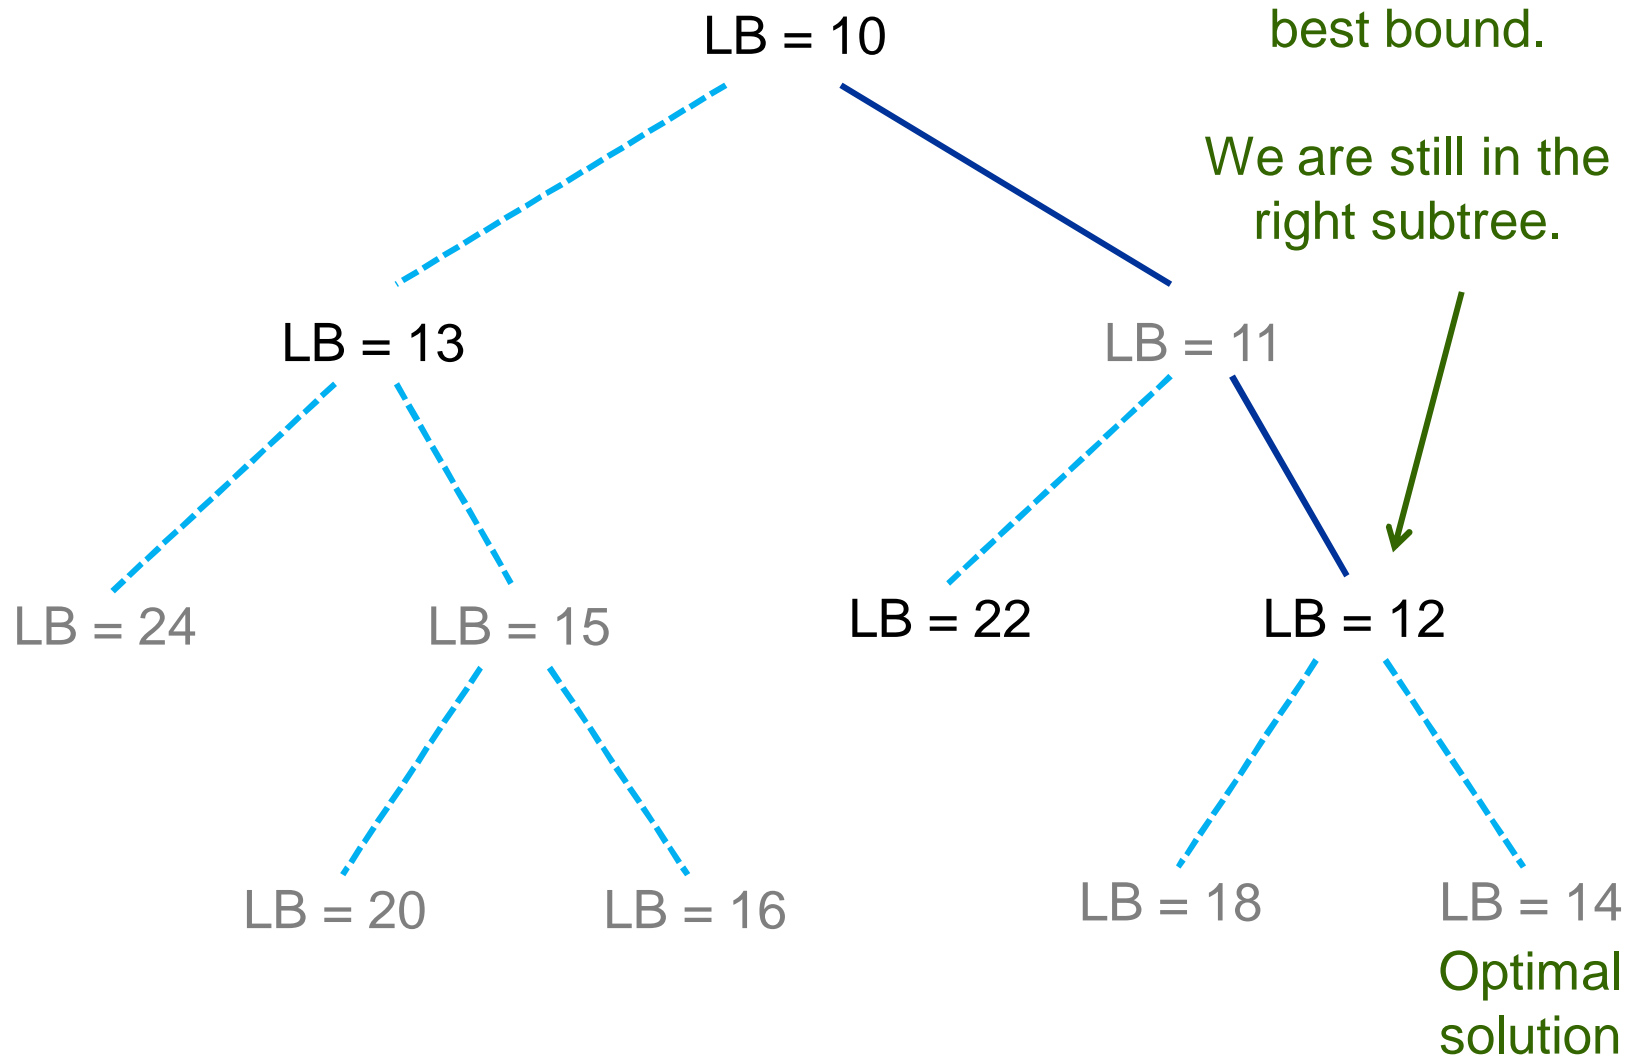 best bound.
LB = 10
We are still in the
right subtree.
LB = 13
LB = 11
LB = 24
LB = 15
LB = 22
LB = 12
LB = 20
LB = 16
LB = 18
LB = 14
Optimal
solution